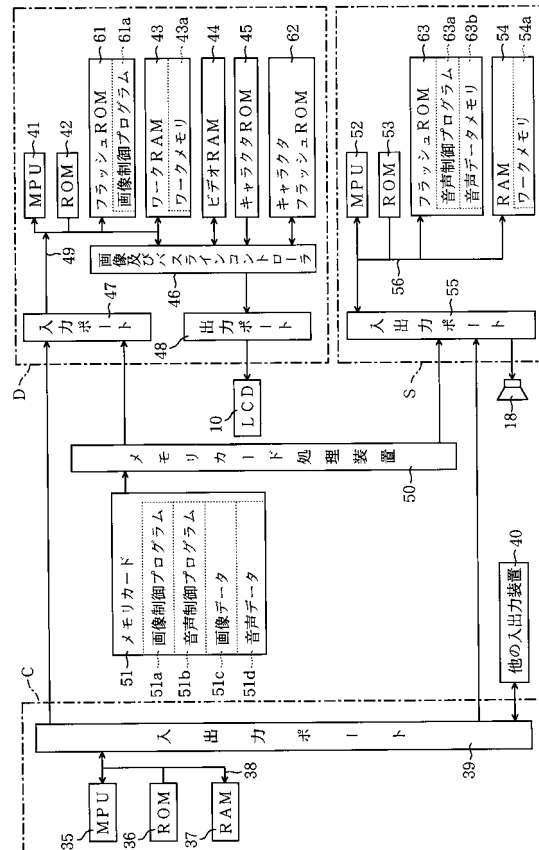 D
MPU
41
ROM
42
フラッシュROM
61
画像制御プログラム
61a
ワークRAM
43
ワークメモリ
43a
ビデオRAM
44
キャラクタROM
45
キャラクタ
フラッシュROM
62
49
画像及びバスラインコントローラ
46
入力ポート
47
出力ポート
48
LCD
10
S
MPU
52
ROM
53
フラッシュROM
63
音声制御プログラム
63a
音声データメモリ
63b
RAM
54
ワークメモリ
54a
56
入出力ポート
55
18
メモリカード処理装置
50
51
メモリカード
51a
画像制御プログラム
51b
音声制御プログラム
51c
画像データ
51d
音声データ
C
入出力ポート
39
他の入出力装置
40
35
MPU
36
ROM
37
RAM
38